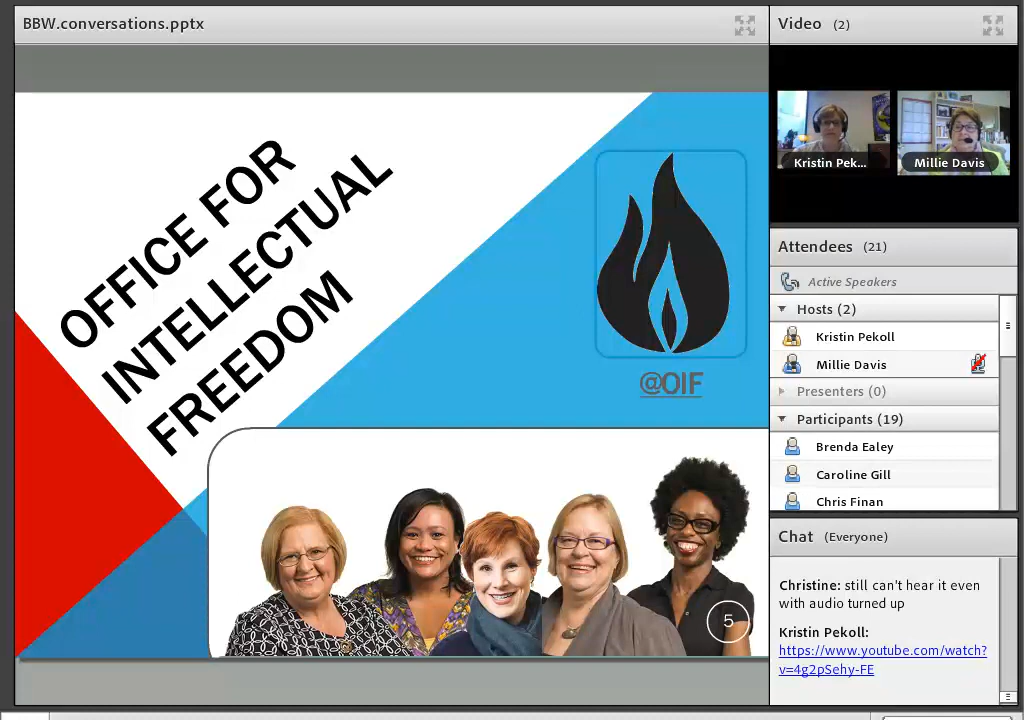 BBW.conversations.pptx
OFFICE FOR
INTELLECTUAL
FREEDOM
@OIF
5
Video (2)
Kristin Pek...
Millie Davis
Attendees (21)
Active Speakers
Hosts (2)
Kristin Pekoll
Millie Davis
Presenters (0)
Participants (19)
Brenda Ealey
Caroline Gill
Chris Finan
Chat (Everyone)
Christine: still can't hear it even
with audio turned up
Kristin Pekoll:
https://www.youtube.com/watch?
v=4g2pSehy-FE